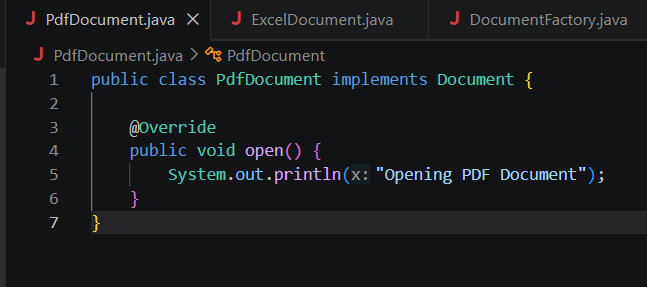 J PdfDocument.java × J ExcelDocument.java J DocumentFactory.java
J PdfDocument.java > PdfDocument
1 public class PdfDocument implements Document {
2
3 @Override
4 public void open() {
5 System.out.println(x: "Opening PDF Document");
6 }
7 }